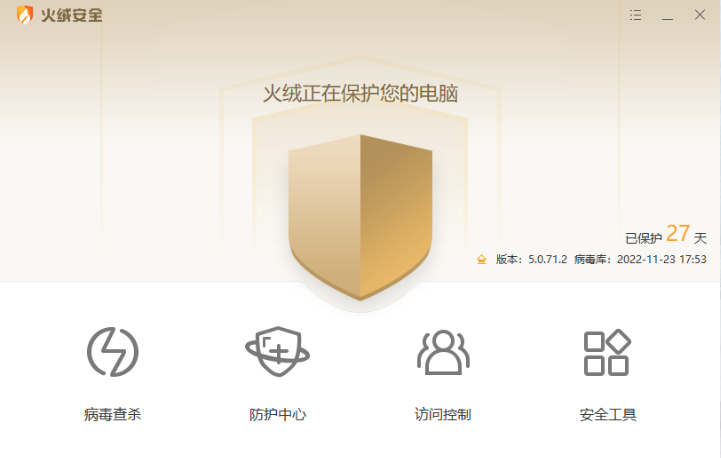 火绒安全
火绒正在保护您的电脑
已保护 27 天
版本：5.0.71.2 病毒库：2022-11-23 17:53
病毒查杀
防护中心
访问控制
安全工具